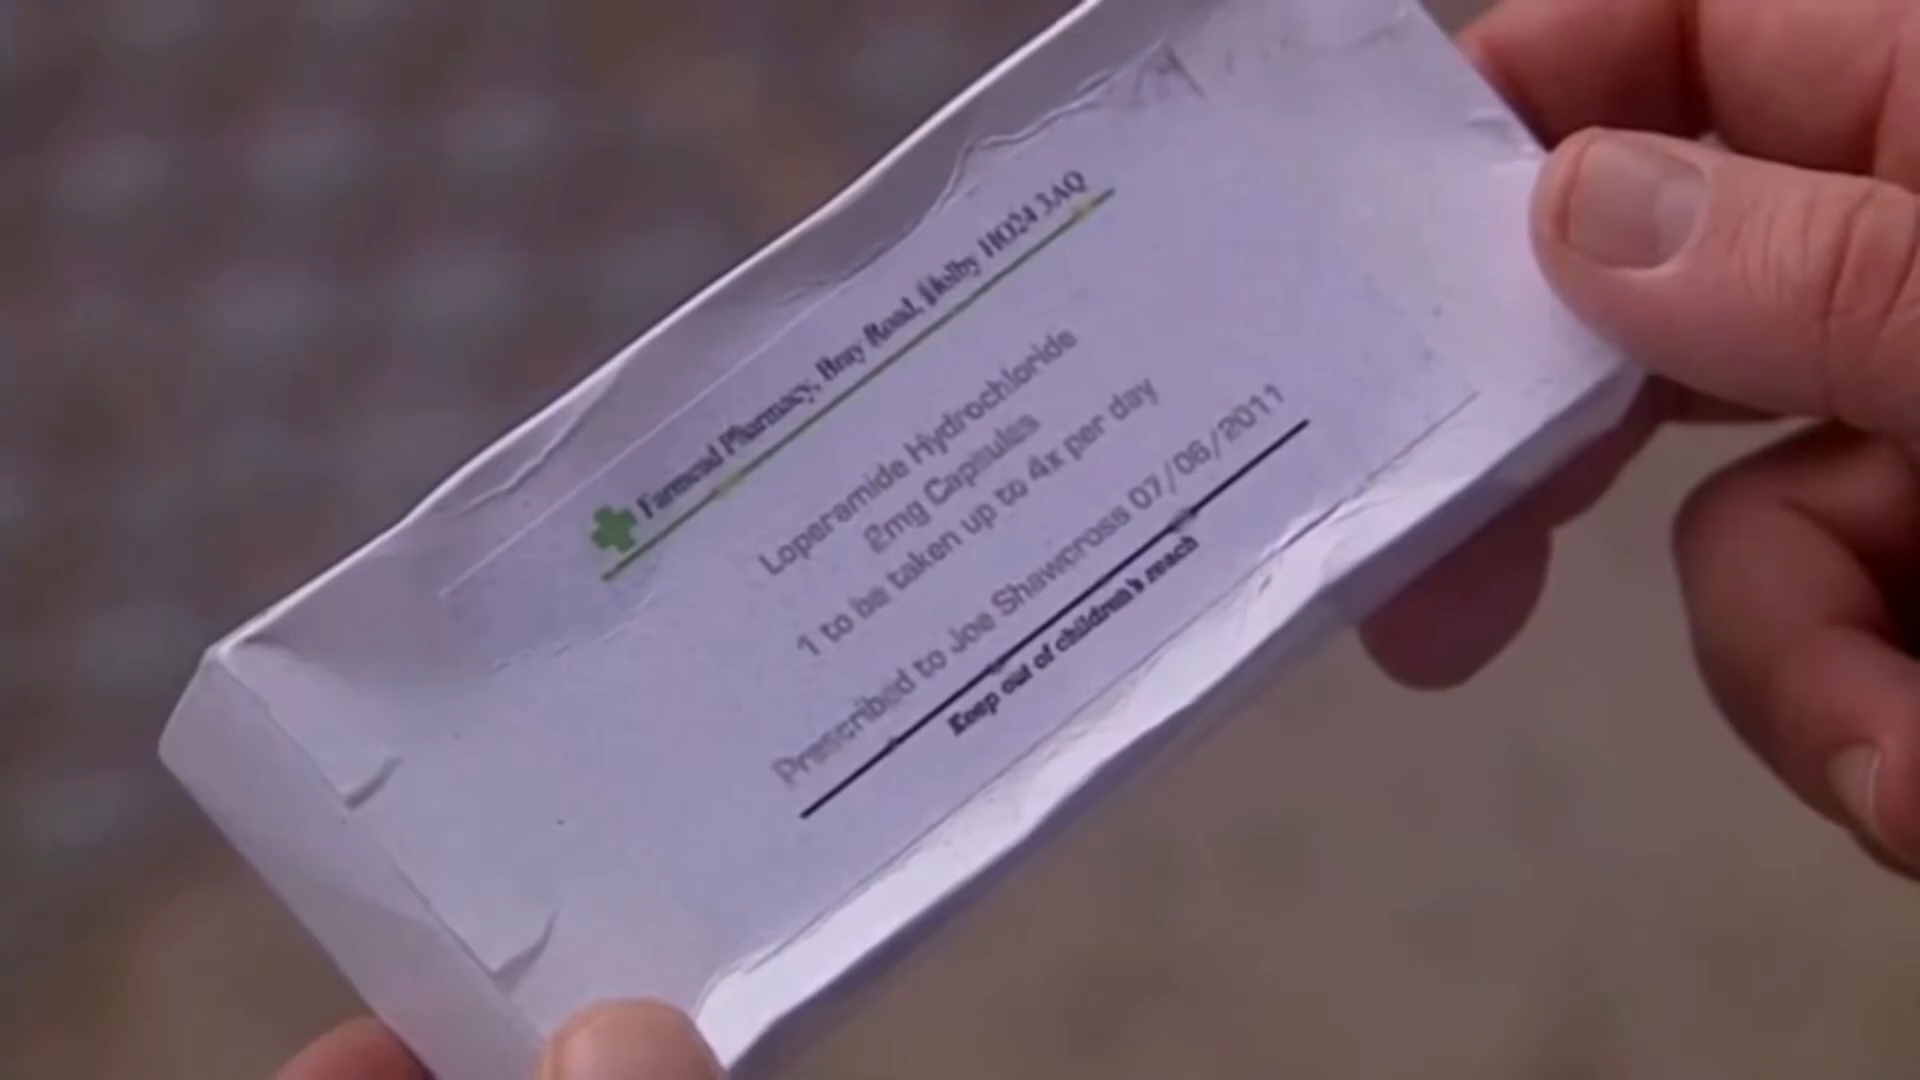 Farmead Pharmacy, Bray Road, Holby HO24 3AQ
Loperamide Hydrochloride
2mg Capsules
1 to be taken up to 4x per day
Prescribed to Joe Shawcross 07/06/2011
Keep out of children's reach